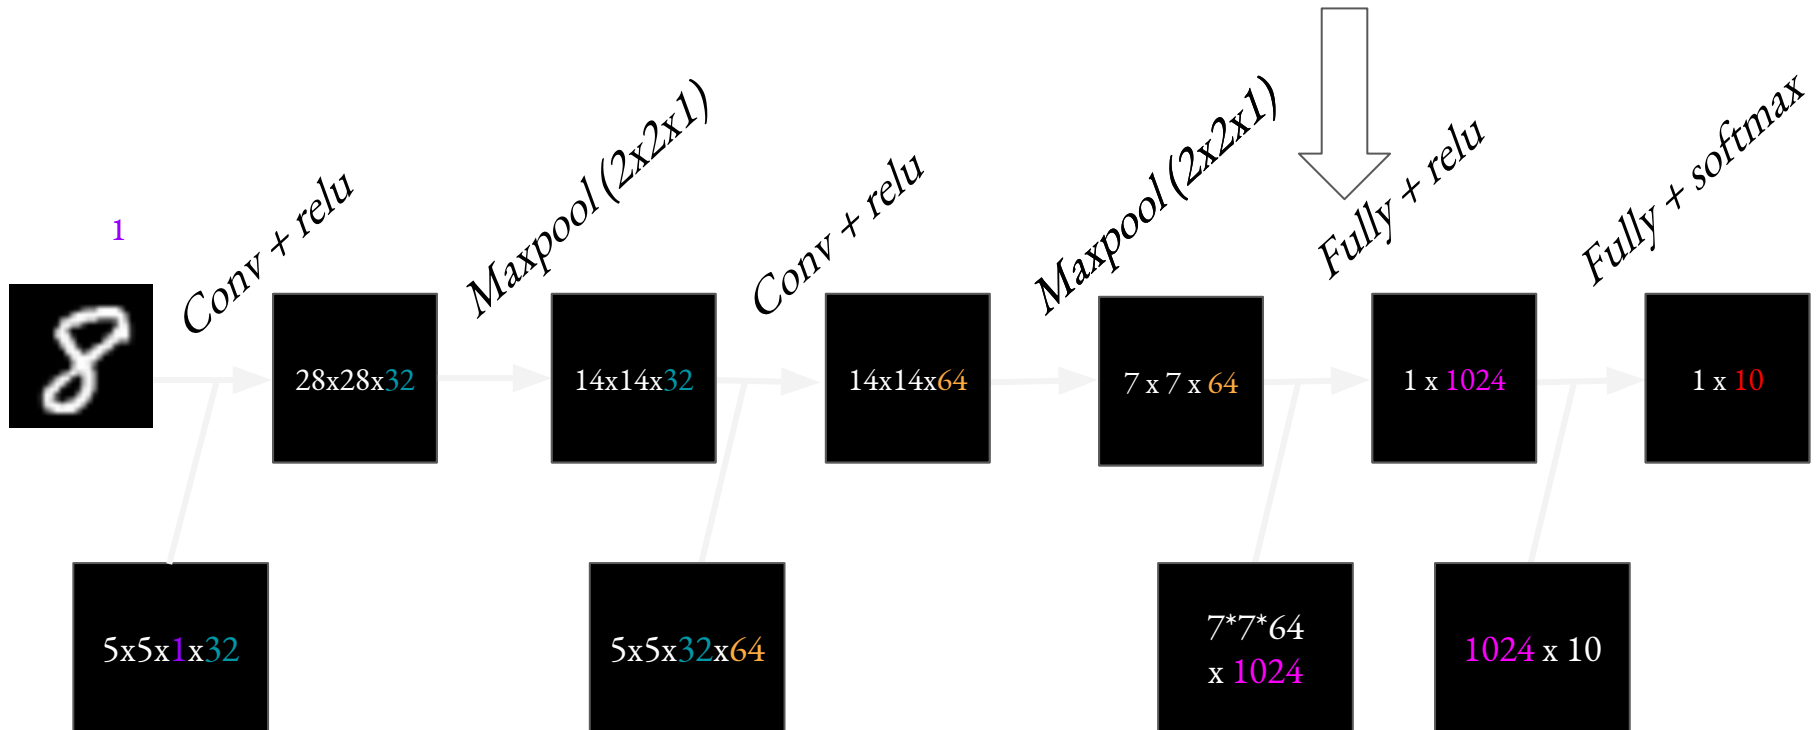 1
Conv + relu
Maxpool (2x2x1)
Conv + relu
Maxpool (2x2x1)
Fully + relu
Fully + softmax
8
28x28x32
14x14x32
14x14x64
7 x 7 x 64
1 x 1024
1 x 10
5x5x1x32
5x5x32x64
7*7*64
x 1024
1024 x 10